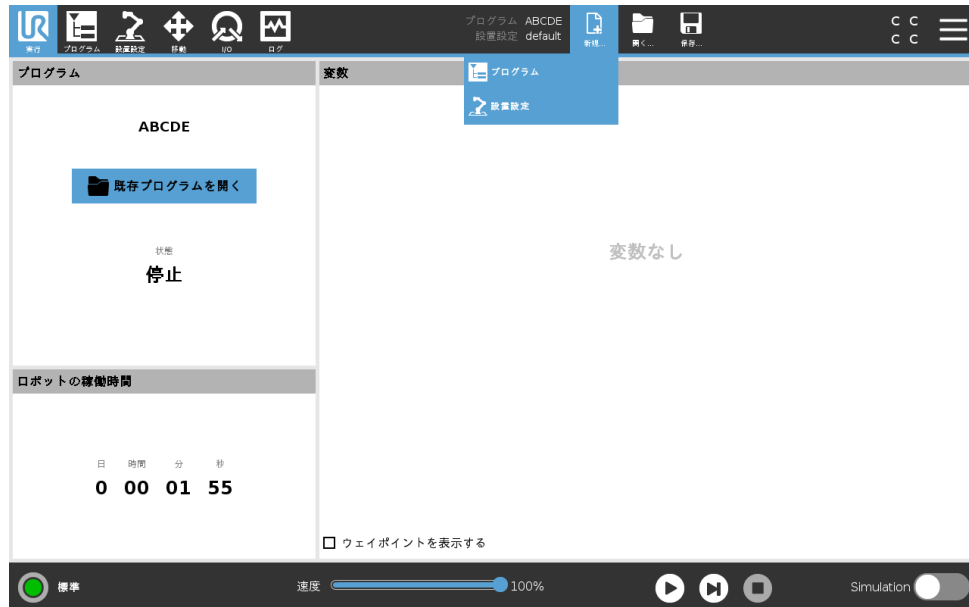 UR
実行
プログラム
設置設定
移動
I/O
ログ
プログラム ABCDE
設置設定 default
新規...
開く...
保存...
C C
C C
プログラム
設置設定
プログラム
変数
ABCDE
既存プログラムを開く
状態
停止
変数なし
ロボットの稼働時間
日 時間 分 秒
0 00 01 55
ウェイポイントを表示する
標準
速度 100%
Simulation